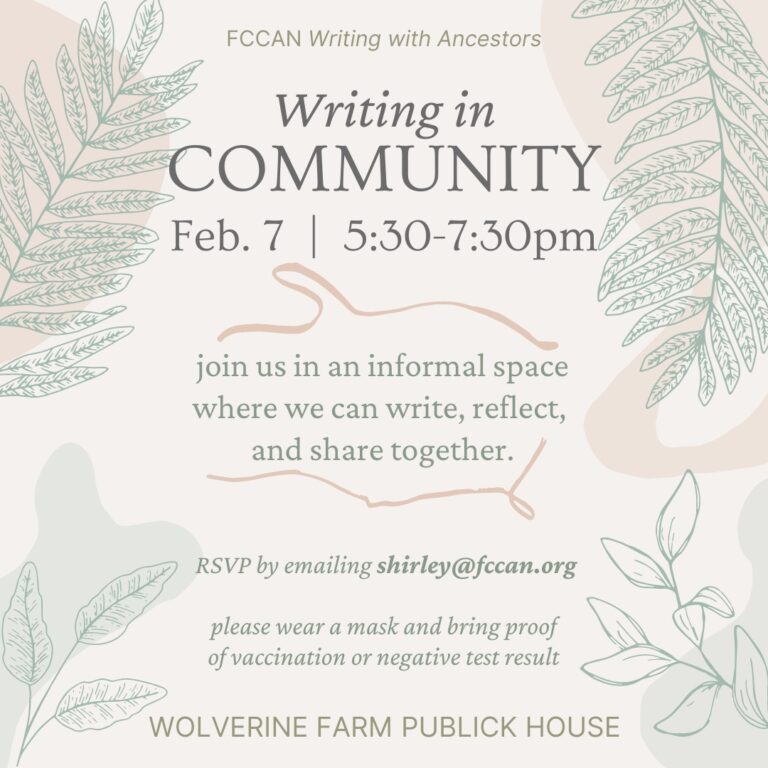 FCCAN Writing with Ancestors
Writing in
COMMUNITY
Feb. 7 | 5:30-7:30pm
join us in an informal space
where we can write, reflect,
and share together.
RSVP by emailing shirley@fccan.org
please wear a mask and bring proof
of vaccination or negative test result
WOLVERINE FARM PUBLICK HOUSE